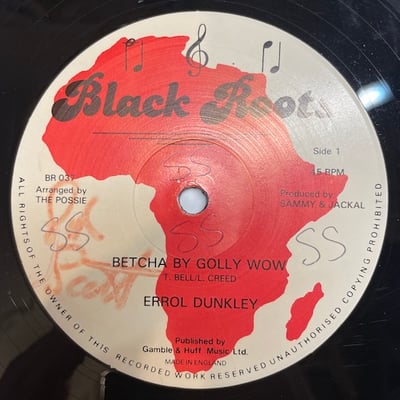 Black Roots
Side 1
BR 037
45 RPM
Arranged by
THE POSSIE
Produced by
SAMMY & JACKAL
SS
SS
SS
BETCHA BY GOLLY WOW
T. BELL/L. CREED
ERROL DUNKLEY
Published by
Gamble & Huff Music Ltd.
MADE IN ENGLAND
ALL RIGHTS OF THE OWNER OF THIS RECORDED WORK RESERVED UNAUTHORISED COPYING PROHIBITED